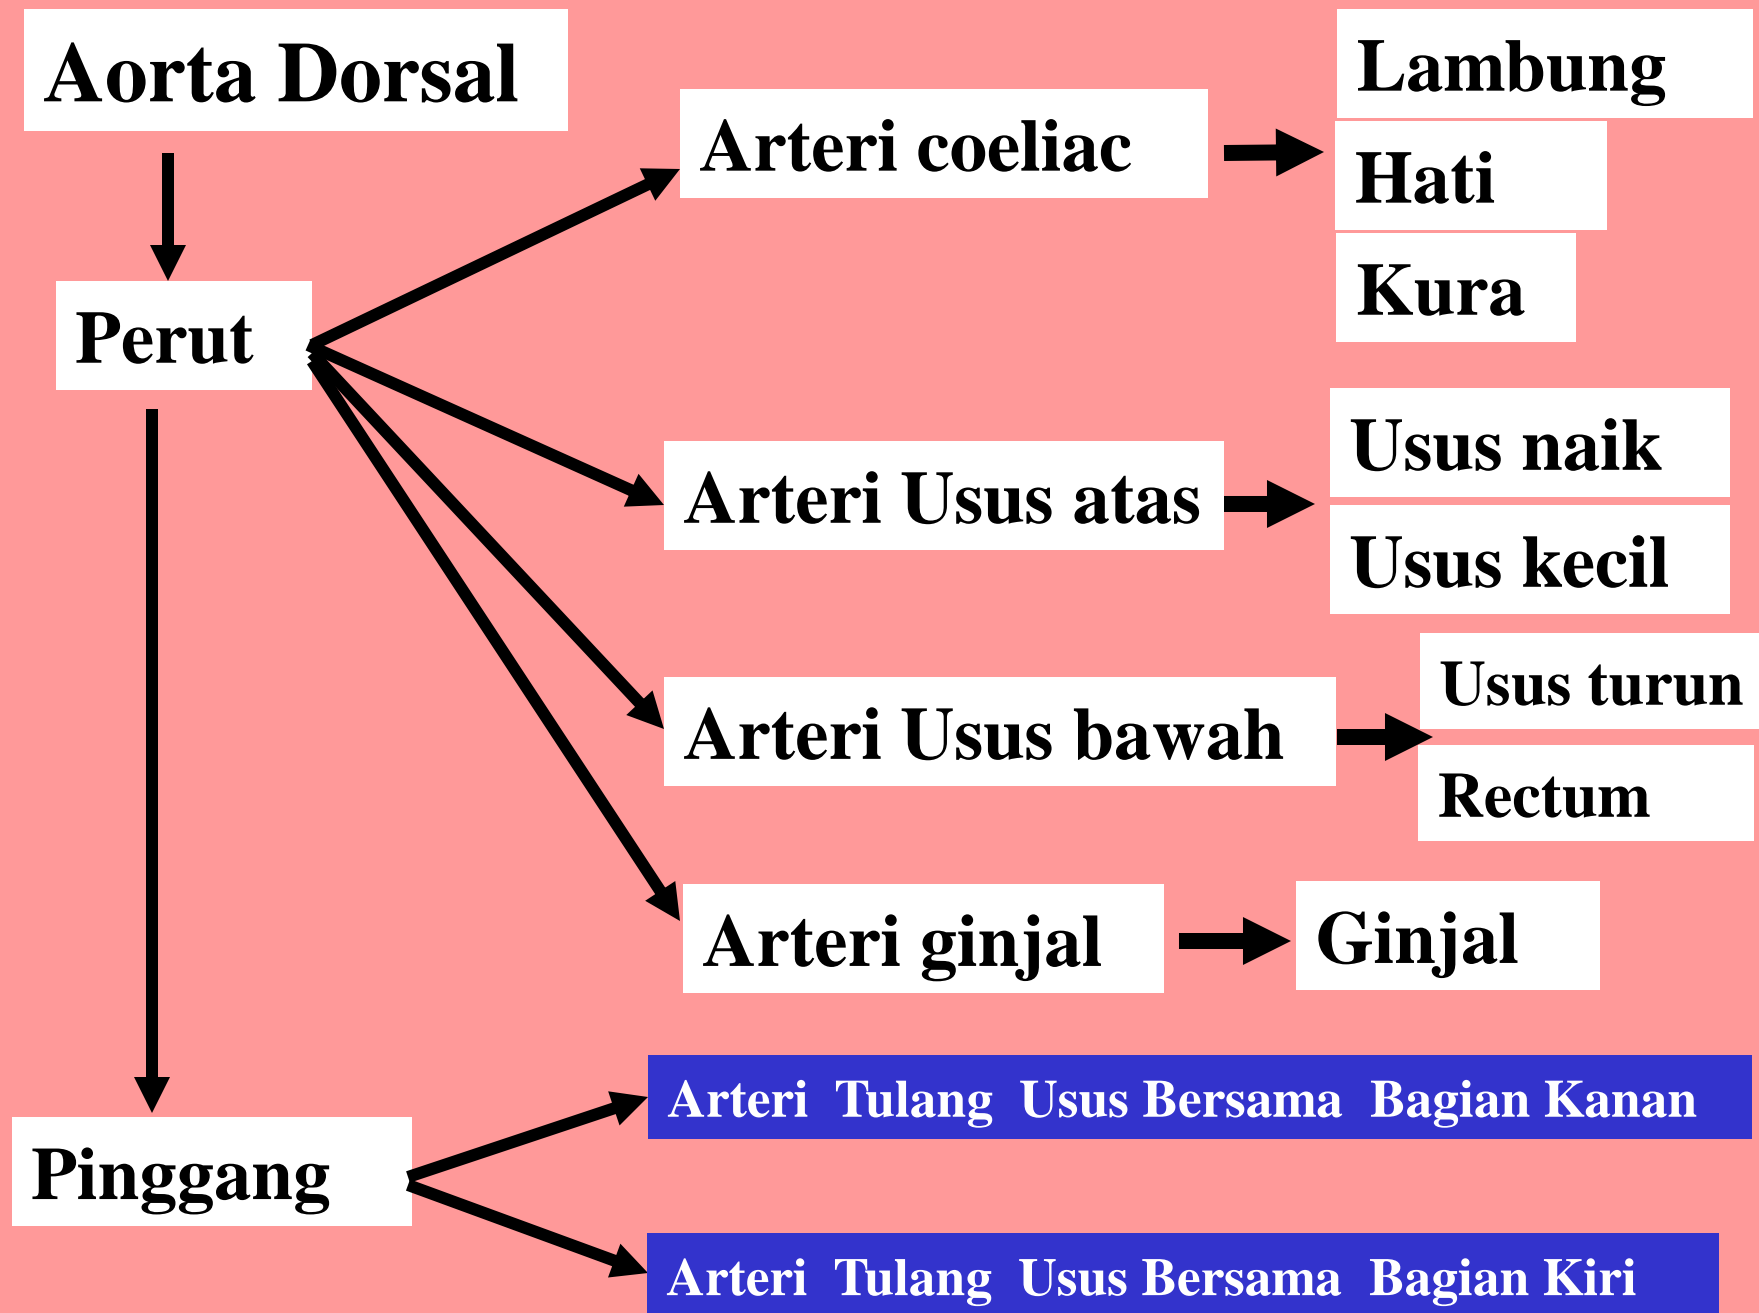 Aorta Dorsal
Perut
Arteri coeliac
Lambung
Hati
Kura
Arteri Usus atas
Usus naik
Usus kecil
Arteri Usus bawah
Usus turun
Rectum
Arteri ginjal
Ginjal
Pinggang
Arteri Tulang Usus Bersama Bagian Kanan
Arteri Tulang Usus Bersama Bagian Kiri